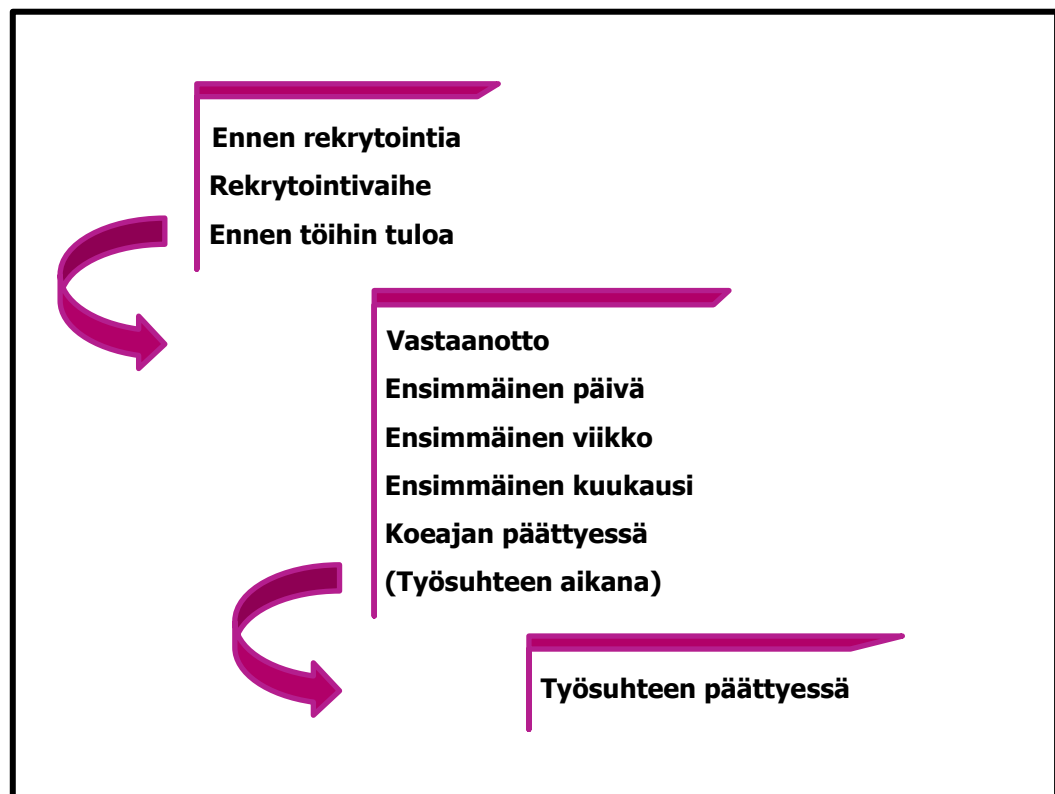 Ennen rekrytointia
Rekrytointivaihe
Ennen töihin tuloa
Vastaanotto
Ensimmäinen päivä
Ensimmäinen viikko
Ensimmäinen kuukausi
Koeajan päättyessä
(Työsuhteen aikana)
Työsuhteen päättyessä